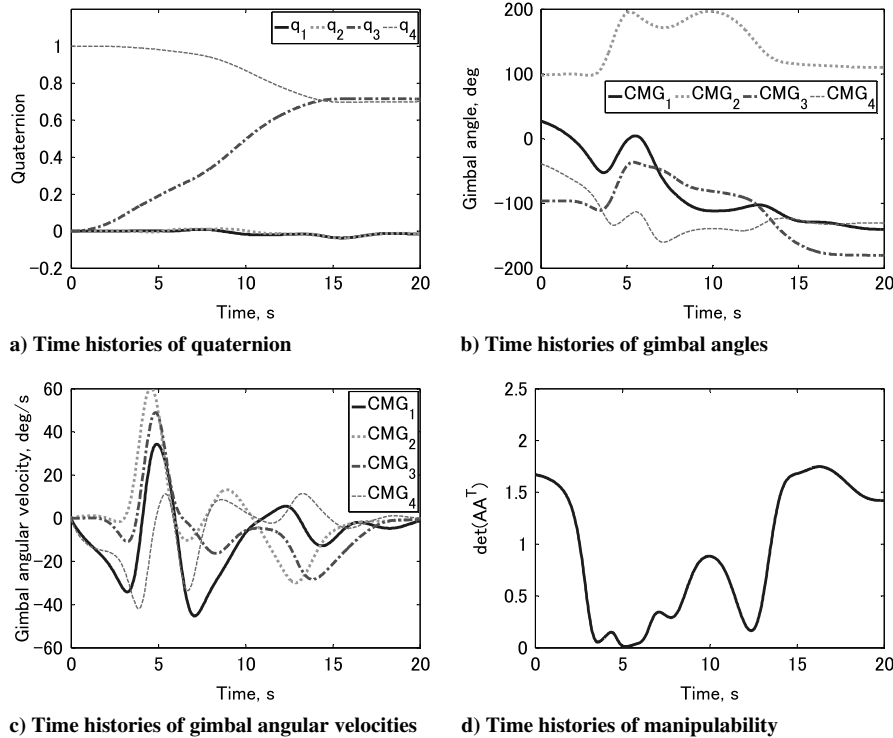 q1 q2 q3 q4
1
0.8
0.6
0.4
0.2
0
−0.2
Quaternion
0 5 10 15 20
Time, s
a) Time histories of quaternion
200
100
0
−100
−200
Gimbal angle, deg
CMG1 CMG2 CMG3 CMG4
0 5 10 15 20
Time, s
b) Time histories of gimbal angles
60
40
20
0
−20
−40
−60
Gimbal angular velocity, deg/s
CMG1
CMG2
CMG3
CMG4
0 5 10 15 20
Time, s
c) Time histories of gimbal angular velocities
2.5
2
1.5
1
0.5
0
det(AA^T)
0 5 10 15 20
Time, s
d) Time histories of manipulability